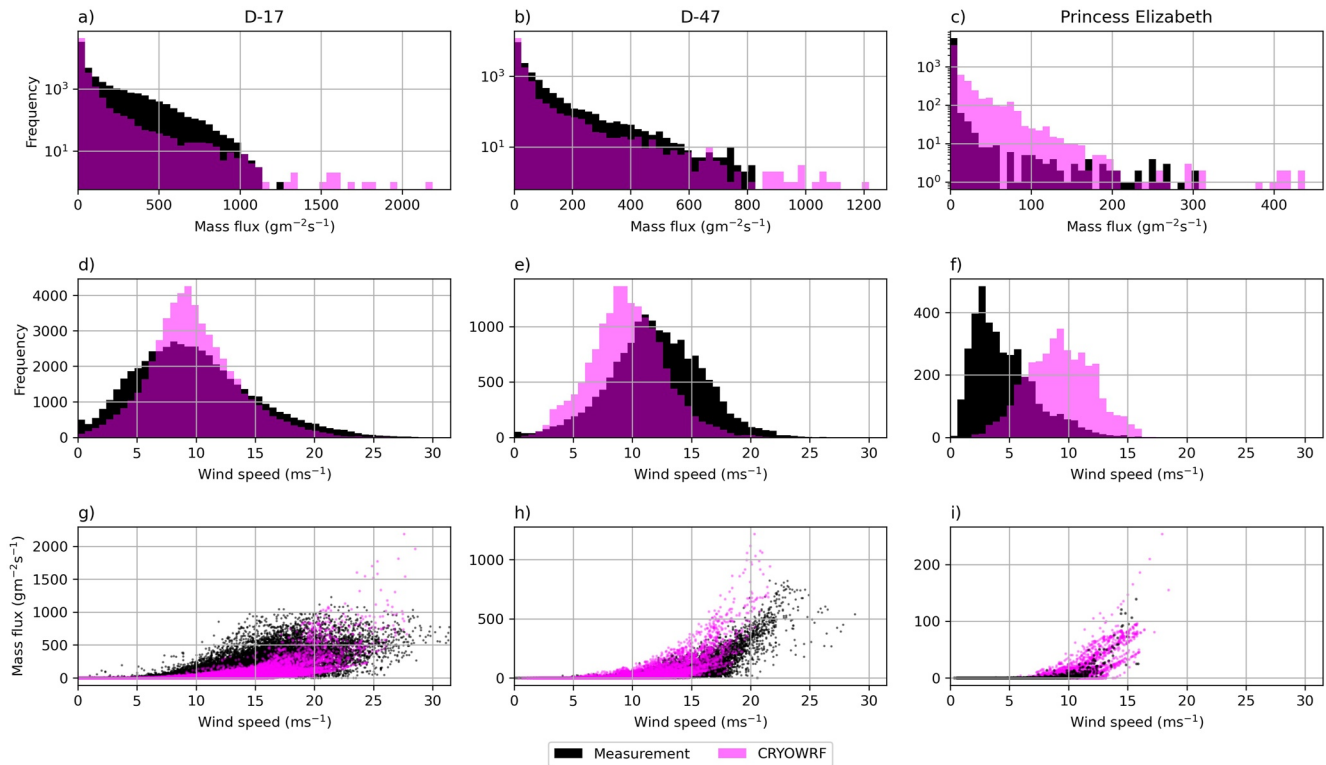 a) D-17
b) D-47
c) Princess Elizabeth
Frequency
10³
10¹
10³
10¹
10³
10²
10¹
10⁰
0 500 1000 1500 2000
0 200 400 600 800 1000 1200
0 100 200 300 400
Mass flux (gm⁻²s⁻¹)
Mass flux (gm⁻²s⁻¹)
Mass flux (gm⁻²s⁻¹)
d)
e)
f)
Frequency
4000
3000
2000
1000
0
1000
500
0
400
200
0
0 5 10 15 20 25 30
0 5 10 15 20 25 30
0 5 10 15 20 25 30
Wind speed (ms⁻¹)
Wind speed (ms⁻¹)
Wind speed (ms⁻¹)
g)
h)
i)
Mass flux (gm⁻²s⁻¹)
2000
1500
1000
500
0
1000
500
0
200
100
0
0 5 10 15 20 25 30
0 5 10 15 20 25 30
0 5 10 15 20 25 30
Wind speed (ms⁻¹)
Wind speed (ms⁻¹)
Wind speed (ms⁻¹)
Measurement CRYOWRF